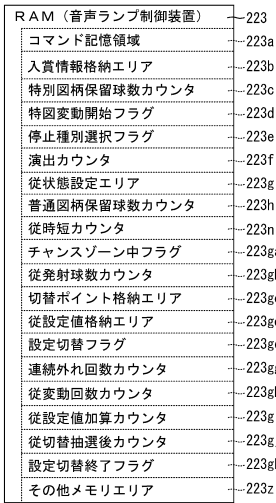 RAM（音声ランプ制御装置） 223
コマンド記憶領域 223a
入賞情報格納エリア 223b
特別図柄保留球数カウンタ 223c
特図変動開始フラグ 223d
停止種別選択フラグ 223e
演出カウンタ 223f
従状態設定エリア 223g
普通図柄保留球数カウンタ 223h
従時短カウンタ 223n
チャンスゾーン中フラグ
従発射球数カウンタ
切替ポイント格納エリア
従設定値格納エリア
設定切替フラグ
連続外れ回数カウンタ
従変動回数カウンタ
従設定値加算カウンタ
従切替抽選後カウンタ
設定切替終了フラグ
その他メモリエリア 223z